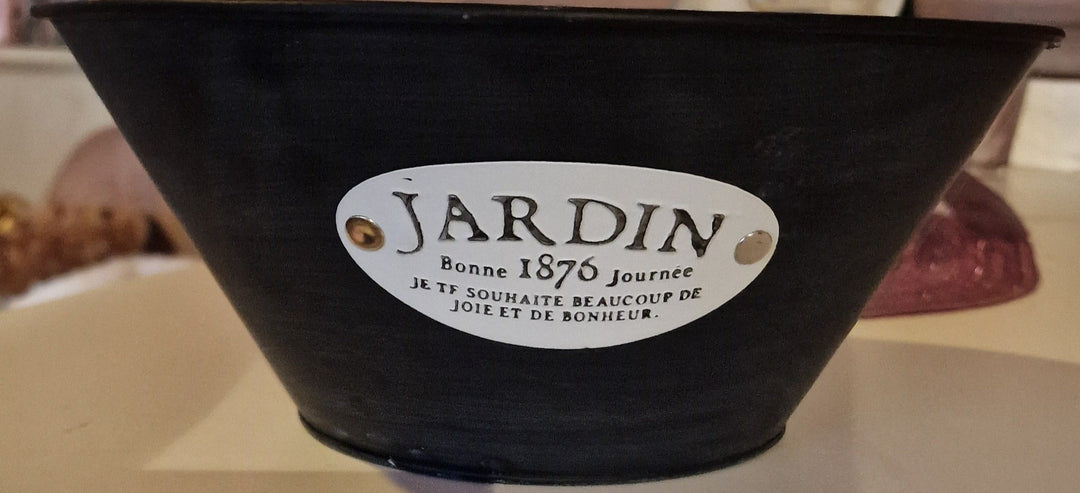 JARDIN
Bonne 1876 Journée
JE TF SOUHAITE BEAUCOUP DE
JOIE ET DE BONHEUR.